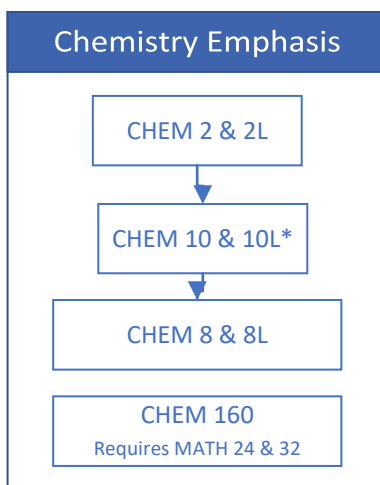 Chemistry Emphasis
CHEM 2 & 2L
CHEM 10 & 10L*
CHEM 8 & 8L
CHEM 160
Requires MATH 24 & 32